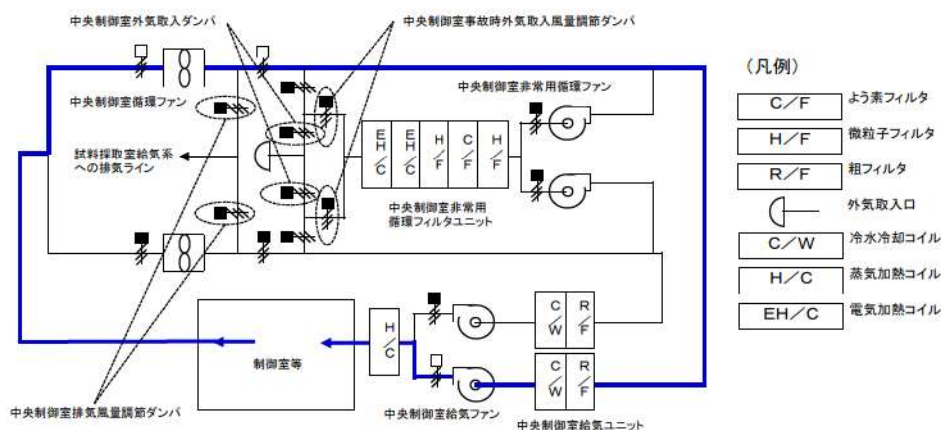 中央制御室外気取入ダンパ
中央制御室事故時外気取入風量調節ダンパ
中央制御室循環ファン
中央制御室非常用循環ファン
試料採取室給気系
への排気ライン
EH/C
EH/C
H/F
C/F
H/F
中央制御室非常用
循環フィルタユニット
制御室等
H/C
C/W
R/F
C/W
R/F
中央制御室排気風量調節ダンパ
中央制御室給気ファン
中央制御室給気ユニット
(凡例)
C/F よう素フィルタ
H/F 微粒子フィルタ
R/F 粗フィルタ
外気取入口
C/W 冷水冷却コイル
H/C 蒸気加熱コイル
EH/C 電気加熱コイル